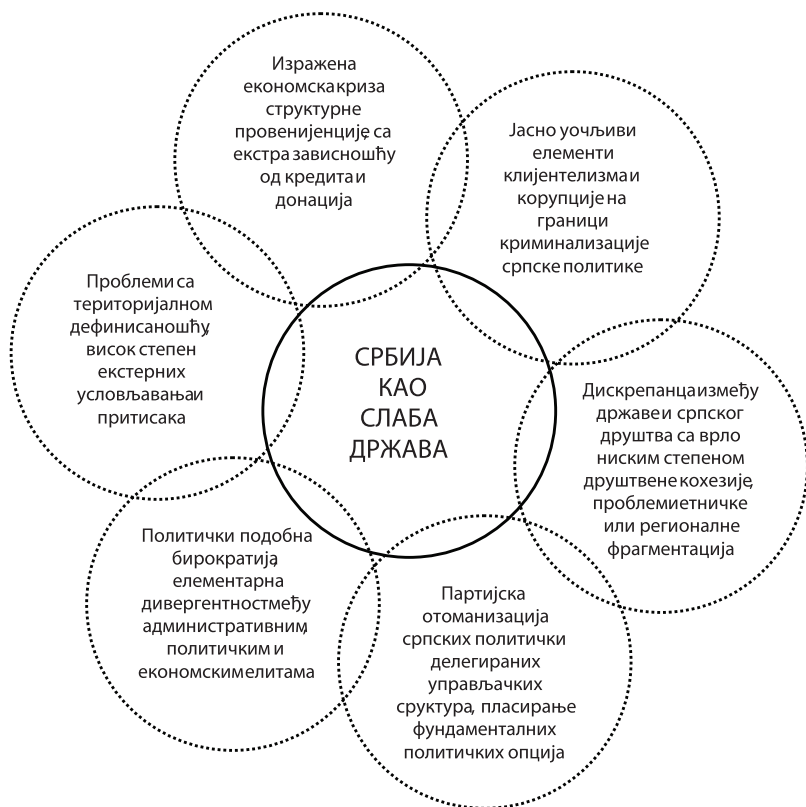 Изражена
економска криза
структурне
провенијенције, са
екстра зависношћу
од кредита и
донација
Јасно уочљиви
елементи
клијентелизма и
корупције на
граници
криминализације
српске политике
Проблеми са
територијалном
дефинисаношћу,
висок степен
екстерних
условљавања и
притисака
СРБИЈА
КАО
СЛАБА
ДРЖАВА
Дискрепанца између
државе и српског
друштва са врло
ниским степеном
друштвене кохезије,
проблеми етничке
или регионалне
фрагментација
Политички подобна
бирократија,
елементарна
дивергентност међу
административним,
политичким и
економским елитама
Партијска
отоманизација
српских политички
делегираних
управљачких
сруктура, пласирање
фундаменталних
политичких опција